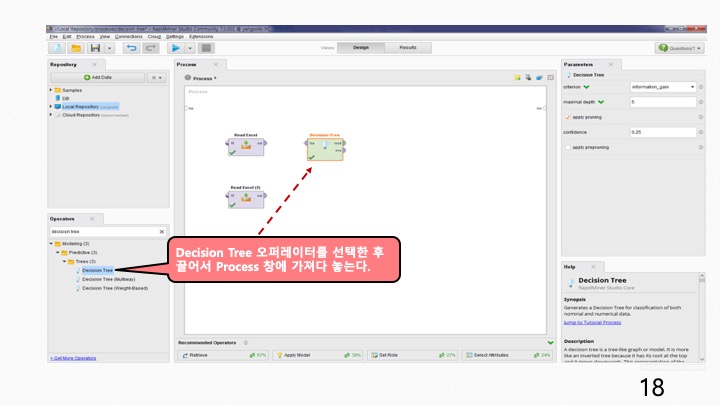 //Local Repository/processes/decision tree* – RapidMiner Studio Community 7.0.001 @ yangsuek-PC
File Edit Process View Connections Cloud Settings Extensions Help
Views: Design Results Questions?
Repository
Add Data
Samples
DB
Local Repository
Cloud Repository (disconnected)
Operators
decision tree
Modeling (3)
Predictive (3)
Trees (3)
Decision Tree
Decision Tree (Multiway)
Decision Tree (Weight-Based)
Get More Operators
Process
Process
Process
inp
res
Read Excel
fil out
Decision Tree
tra mod
exa
Read Excel (2)
fil out
Decision Tree 오퍼레이터를 선택한 후
끌어서 Process 창에 가져다 놓는다.
Recommended Operators
Retrieve 67%
Apply Model 30%
Set Role 27%
Select Attributes 24%
Parameters
Decision Tree
criterion information_gain
maximal depth 5
apply pruning
confidence 0.25
apply prepruning
Help
Decision Tree
RapidMiner Studio Core
Synopsis
Generates a Decision Tree for classification of both
nominal and numerical data.
Jump to Tutorial Process
Description
A decision tree is a tree-like graph or model. It is more
like an inverted tree because it has its root at the top
18